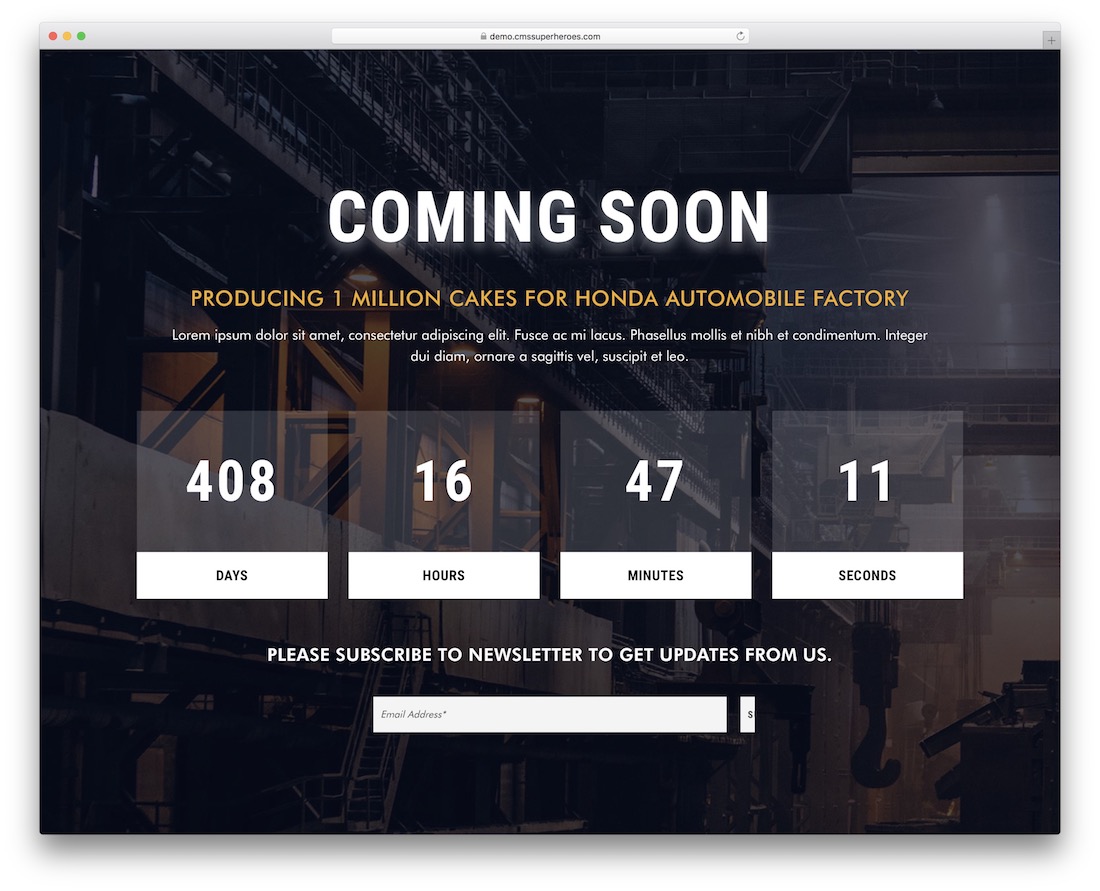 demo.cmssuperheroes.com
COMING SOON
PRODUCING 1 MILLION CAKES FOR HONDA AUTOMOBILE FACTORY
Lorem ipsum dolor sit amet, consectetur adipiscing elit. Fusce ac mi lacus. Phasellus mollis et nibh et condimentum. Integer
dui diam, ornare a sagittis vel, suscipit et leo.
408 16 47 11
DAYS HOURS MINUTES SECONDS
PLEASE SUBSCRIBE TO NEWSLETTER TO GET UPDATES FROM US.
Email Address*